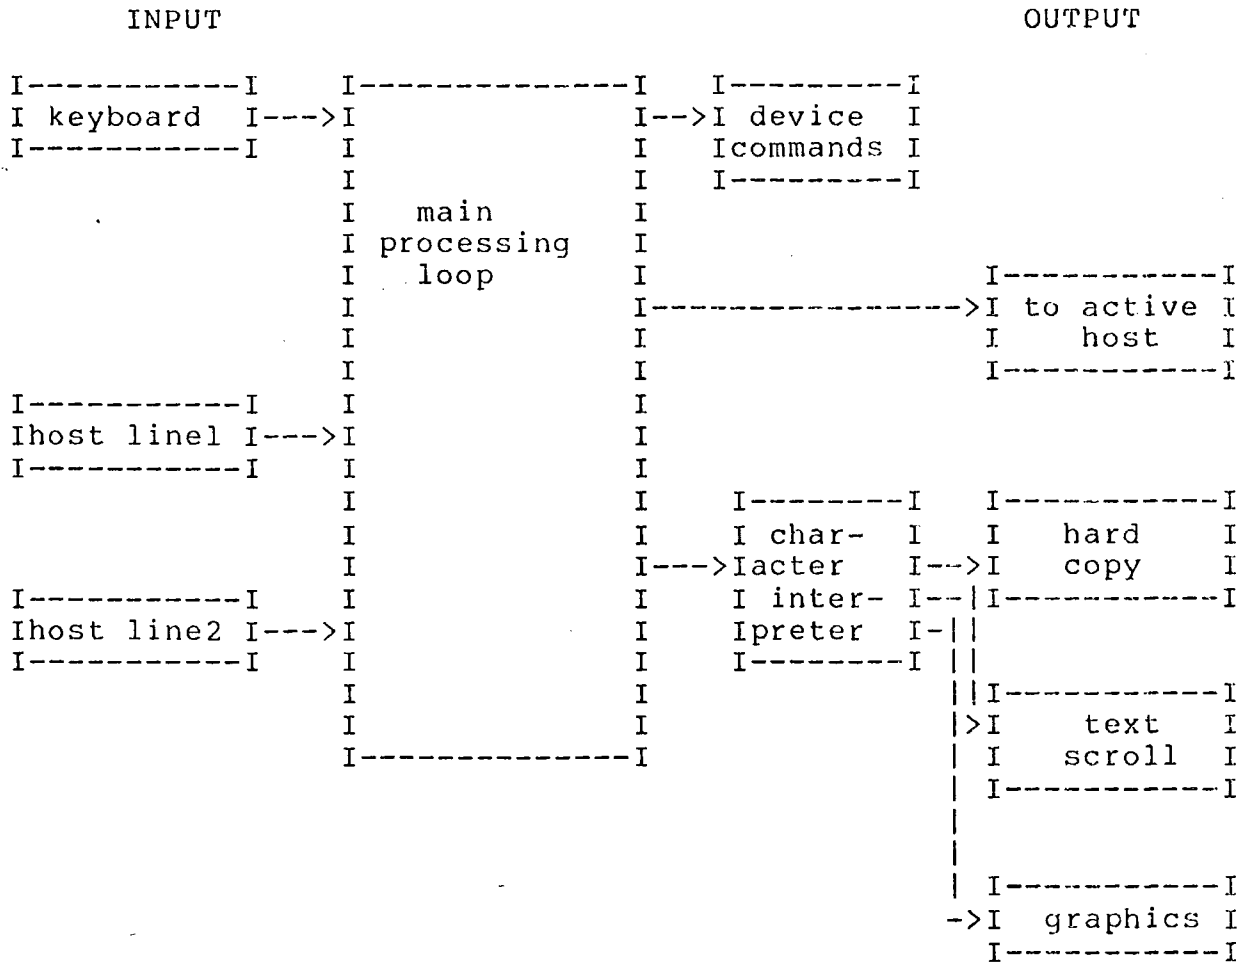 INPUT
OUTPUT
keyboard
device
commands
main
processing
loop
to active
host
host line1
char-
acter
inter-
preter
hard
copy
host line2
text
scroll
graphics